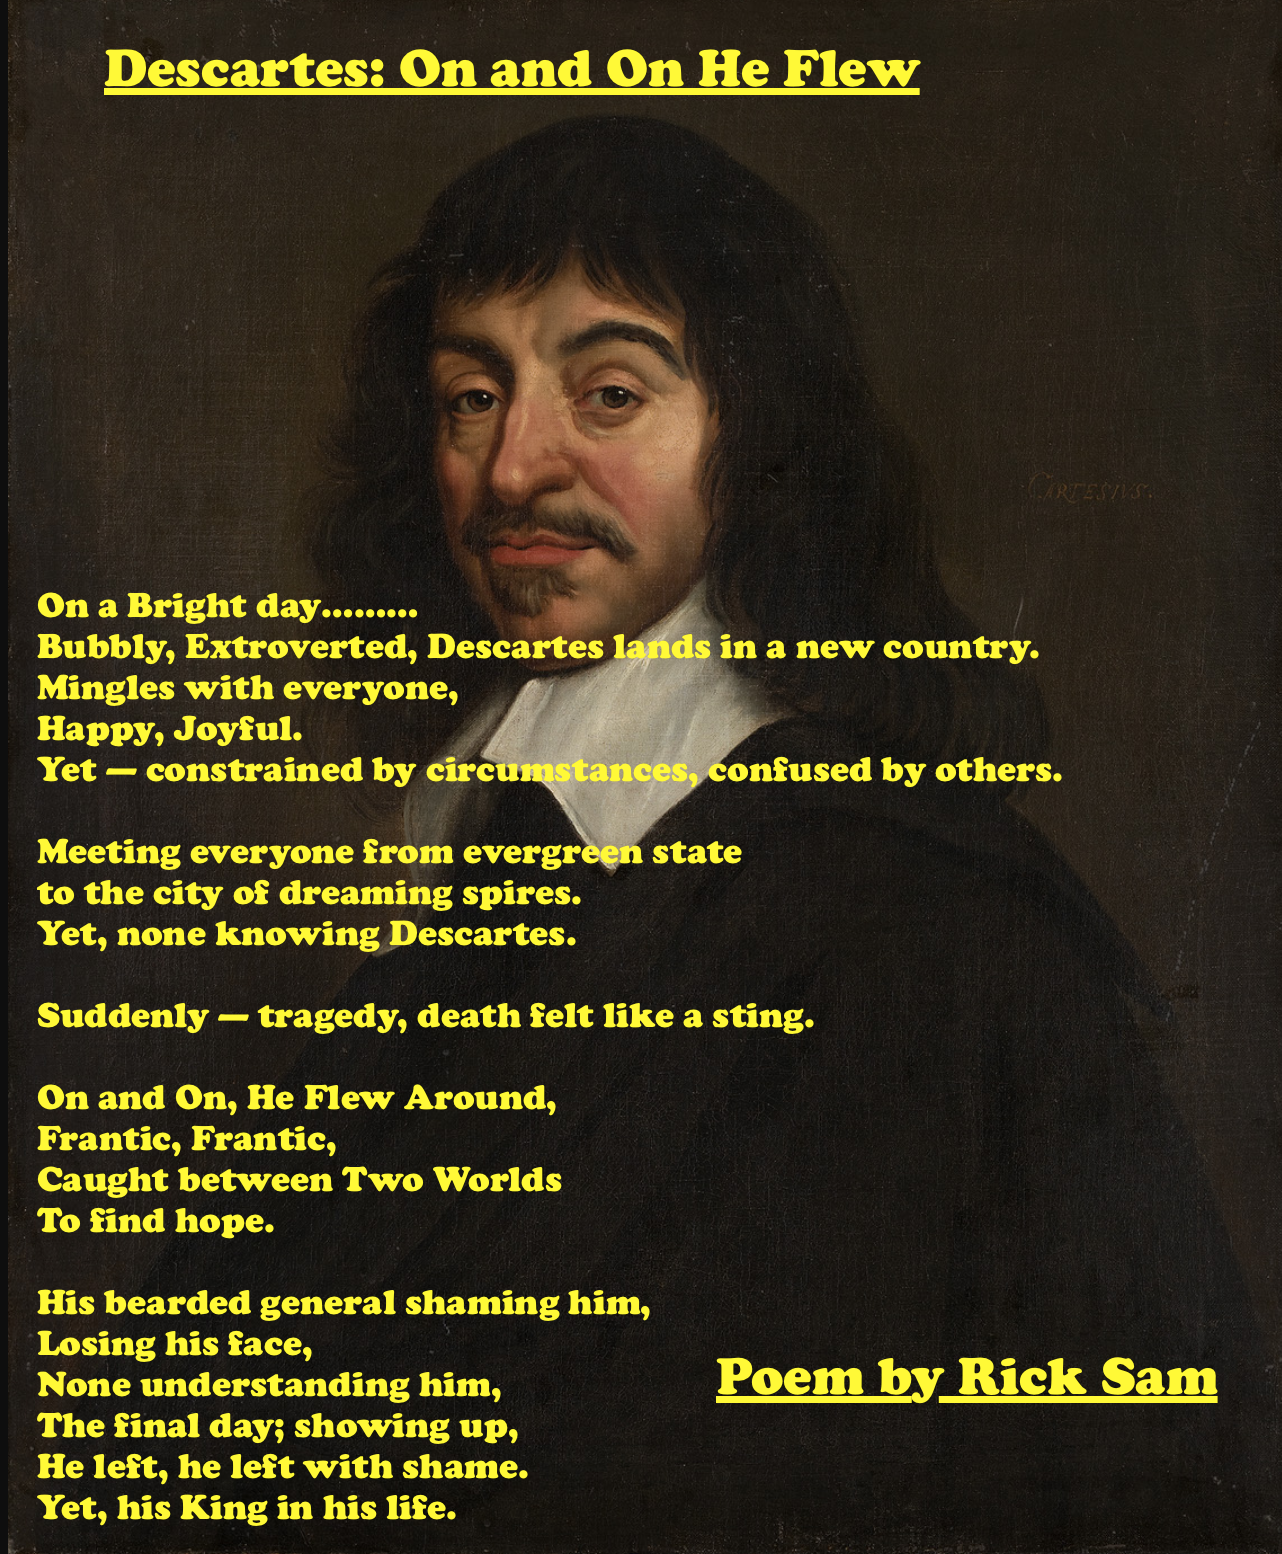 Descartes: On and On He Flew
CARTESIVS.
On a Bright day.........
Bubbly, Extroverted, Descartes lands in a new country.
Mingles with everyone,
Happy, Joyful.
Yet — constrained by circumstances, confused by others.
Meeting everyone from evergreen state
to the city of dreaming spires.
Yet, none knowing Descartes.
Suddenly — tragedy, death felt like a sting.
On and On, He Flew Around,
Frantic, Frantic,
Caught between Two Worlds
To find hope.
His bearded general shaming him,
Losing his face,
None understanding him,
The final day; showing up,
He left, he left with shame.
Yet, his King in his life.
Poem by Rick Sam